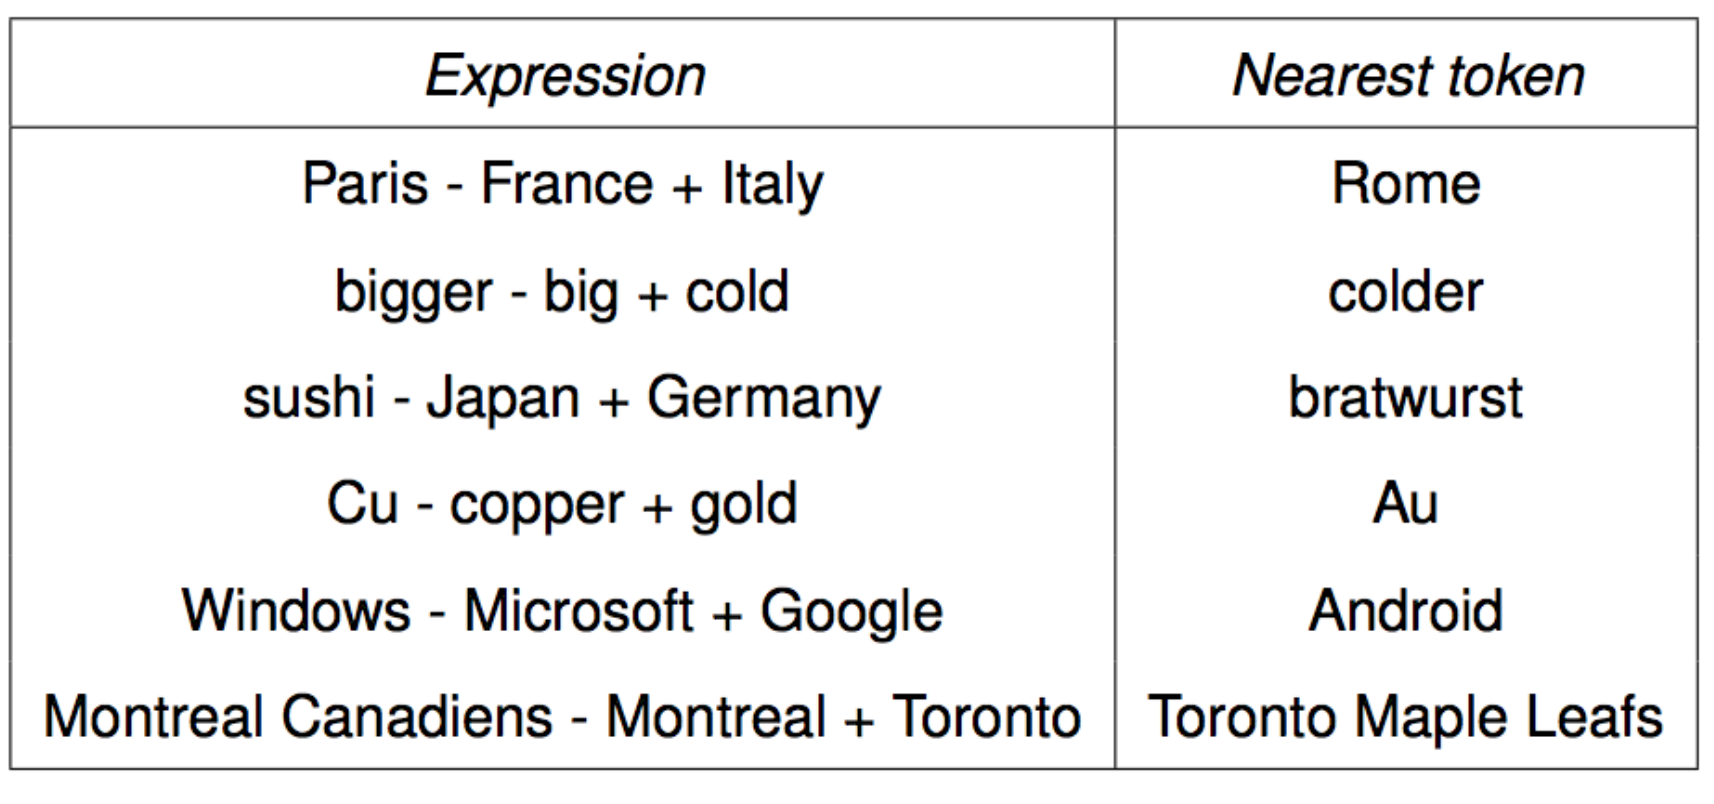 Expression Nearest token
Paris - France + Italy Rome
bigger - big + cold colder
sushi - Japan + Germany bratwurst
Cu - copper + gold Au
Windows - Microsoft + Google Android
Montreal Canadiens - Montreal + Toronto Toronto Maple Leafs